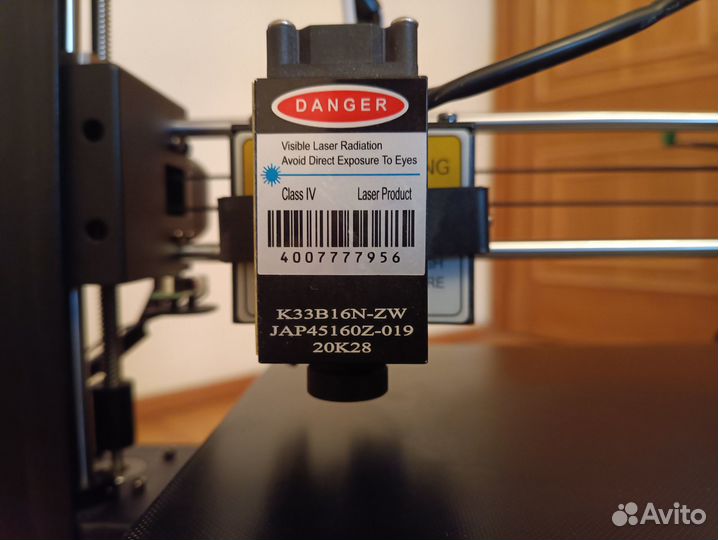 DANGER
Visible Laser Radiation
Avoid Direct Exposure To Eyes
Class IV Laser Product
4007777956
K33B16N-ZW
JAP45160Z-019
20K28
Avito